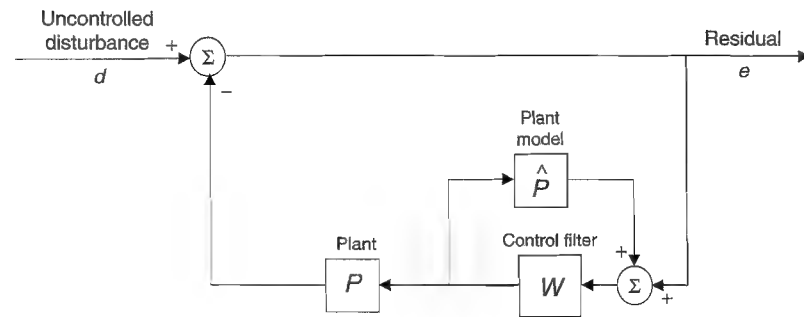 Uncontrolled
disturbance
+
Σ
d
−
Residual
e
Plant
model
P̂
Plant
P
Control filter
W
+
Σ
+